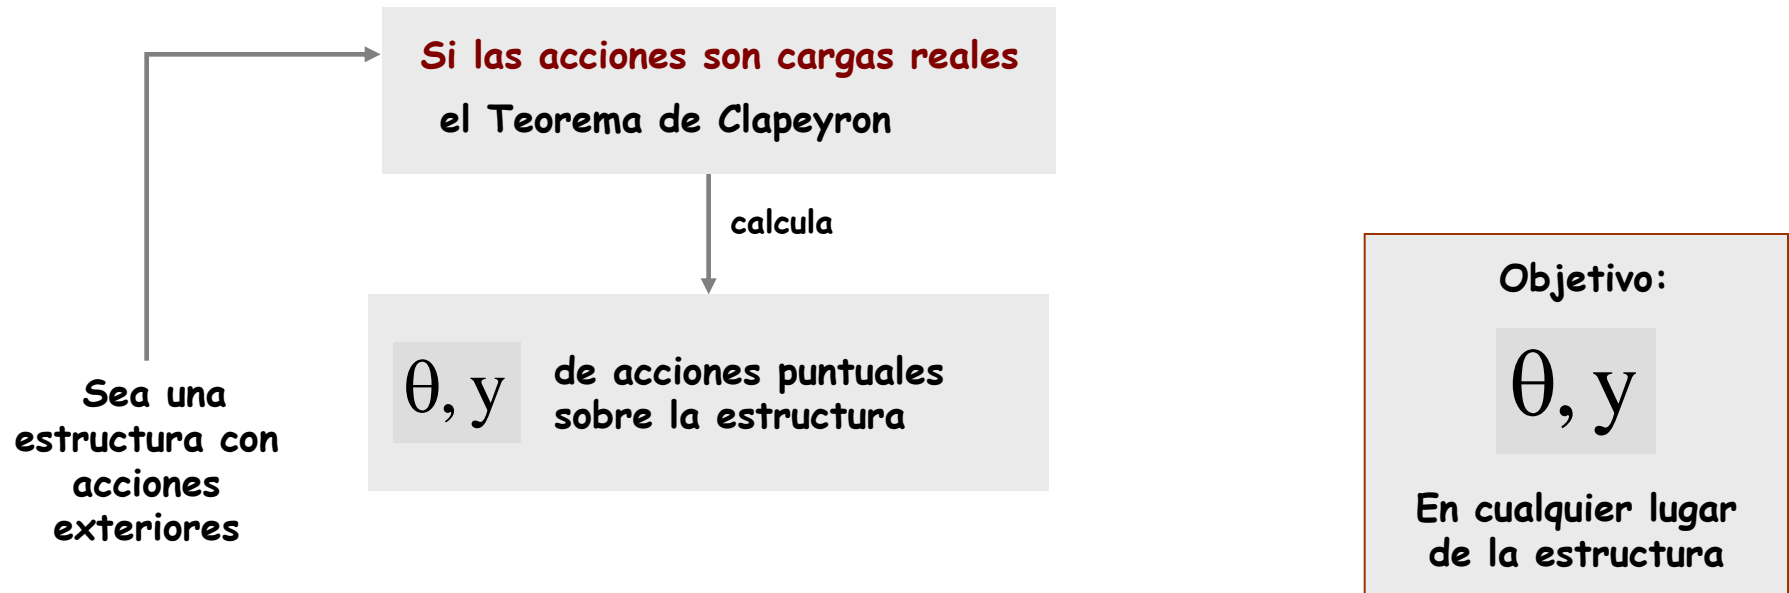 Si las acciones son cargas reales
el Teorema de Clapeyron
calcula
θ, y
de acciones puntuales
sobre la estructura
Sea una
estructura con
acciones
exteriores
Objetivo:
θ, y
En cualquier lugar
de la estructura